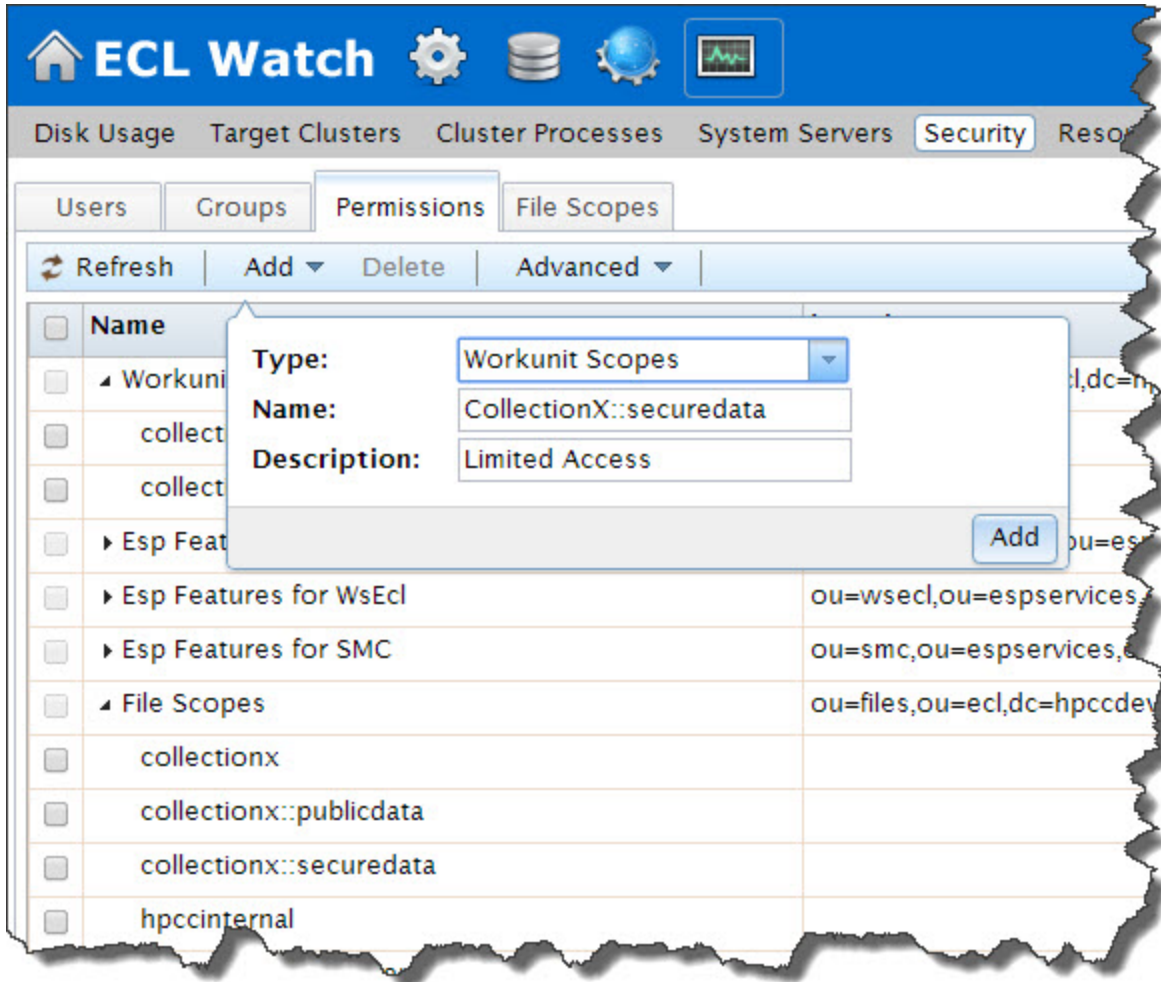 ECL Watch
Disk Usage Target Clusters Cluster Processes System Servers Security
Users Groups Permissions File Scopes
Refresh Add Delete Advanced
Name
Type: Workunit Scopes
Name: CollectionX::securedata
Description: Limited Access
Add
Esp Features for WsEcl ou=wsecl,ou=espservices,
Esp Features for SMC ou=smc,ou=espservices,
File Scopes ou=files,ou=ecl,dc=hpccdev
collectionx
collectionx::publicdata
collectionx::securedata
hpccinternal